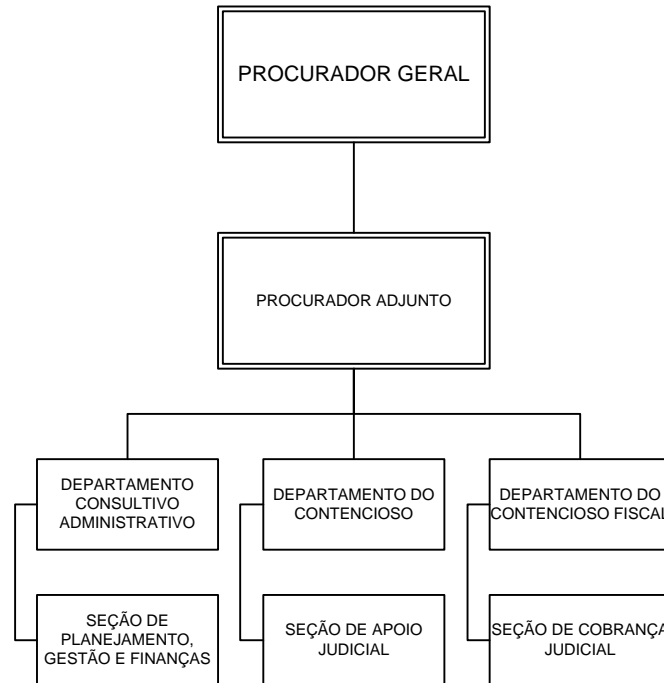 PROCURADOR GERAL
PROCURADOR ADJUNTO
DEPARTAMENTO
CONSULTIVO
ADMINISTRATIVO
DEPARTAMENTO DO
CONTENCIOSO
DEPARTAMENTO DO
CONTENCIOSO FISCAL
SEÇÃO DE
PLANEJAMENTO,
GESTÃO E FINANÇAS
SEÇÃO DE APOIO
JUDICIAL
SEÇÃO DE COBRANÇA
JUDICIAL